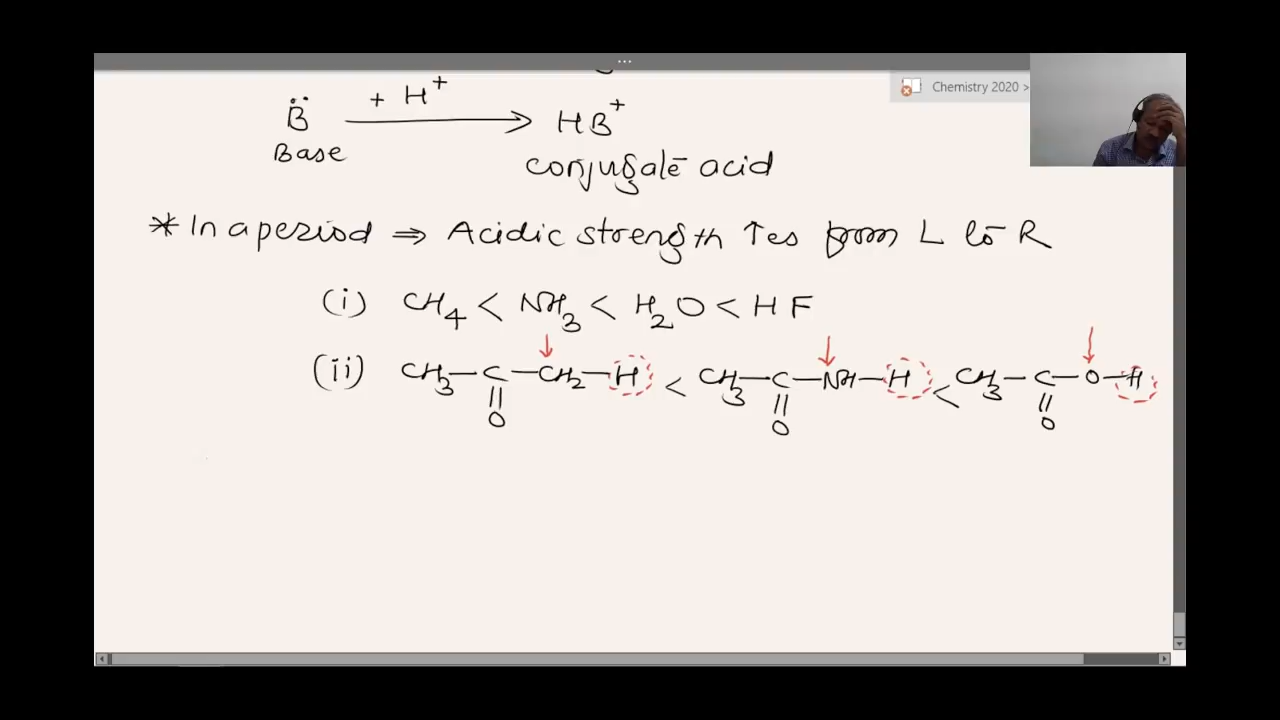 Chemistry 2020 >
B̈ + H⁺ ⟶ HB⁺
Base
conjugate acid
* In a period ⇒ Acidic strength ↑es from L to R
(i) CH₄ < NH₃ < H₂O < HF
(ii) CH₃—C—CH₂—H < CH₃—C—NH—H < CH₃—C—O—H
|| || ||
O O O